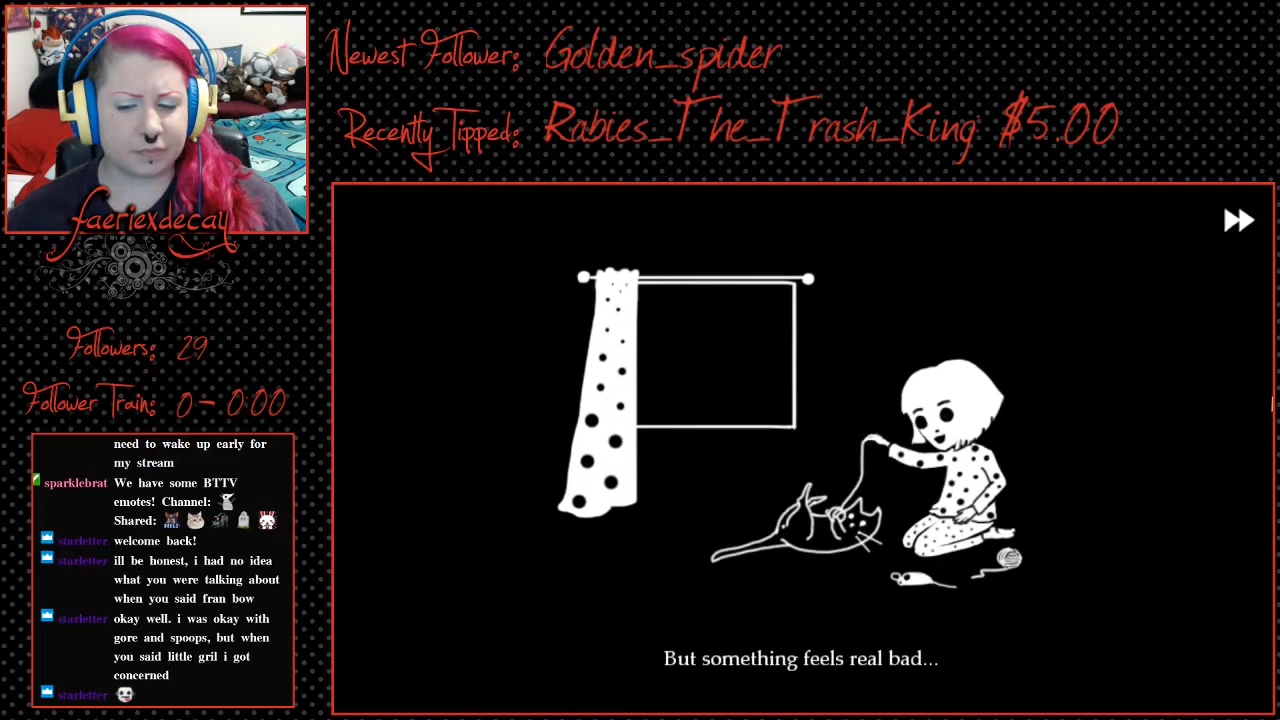 Newest Follower: Golden_spider
Recently Tipped: Rabies_The_Trash_King $5.00
faeriexdecay
Followers: 29
Follower Train: 0 - 0:00
need to wake up early for
my stream
sparklebrat We have some BTTV
emotes! Channel:
Shared:
starletter welcome back!
starletter ill be honest, i had no idea
what you were talking about
when you said fran bow
starletter okay well. i was okay with
gore and spoops, but when
you said little gril i got
concerned
starletter
But something feels real bad...